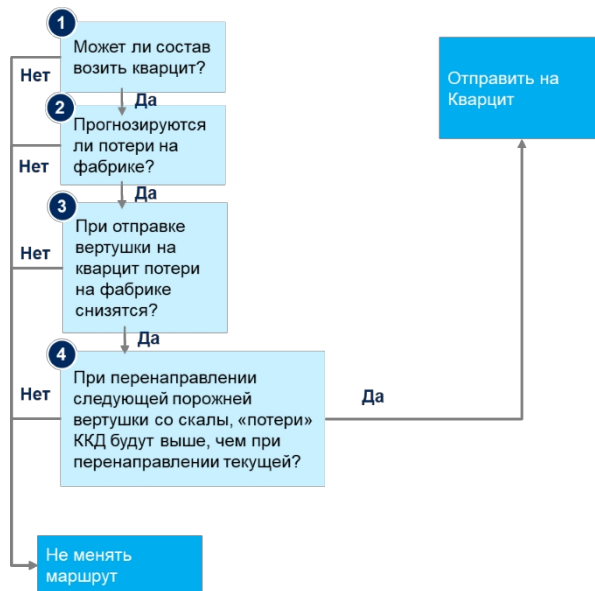 1
Может ли состав
возить кварцит?
Нет
Да
2
Прогнозируются
ли потери на
фабрике?
Нет
Да
3
При отправке
вертушки на
кварцит потери
на фабрике
снизятся?
Нет
Да
4
При перенаправлении
следующей порожней
вертушки со скалы, «потери»
ККД будут выше, чем при
перенаправлении текущей?
Нет
Да
Отправить на
Кварцит
Не менять
маршрут